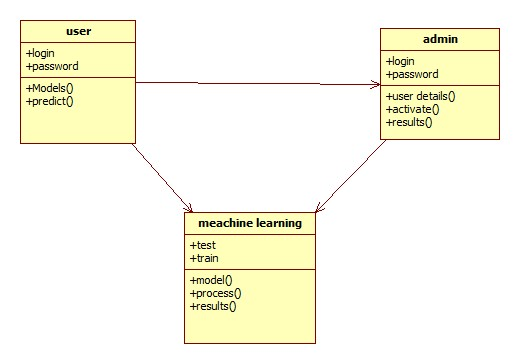 user
+login
+password
+Models()
+predict()
admin
+login
+password
+user details()
+activate()
+results()
meachine learning
+test
+train
+model()
+process()
+results()